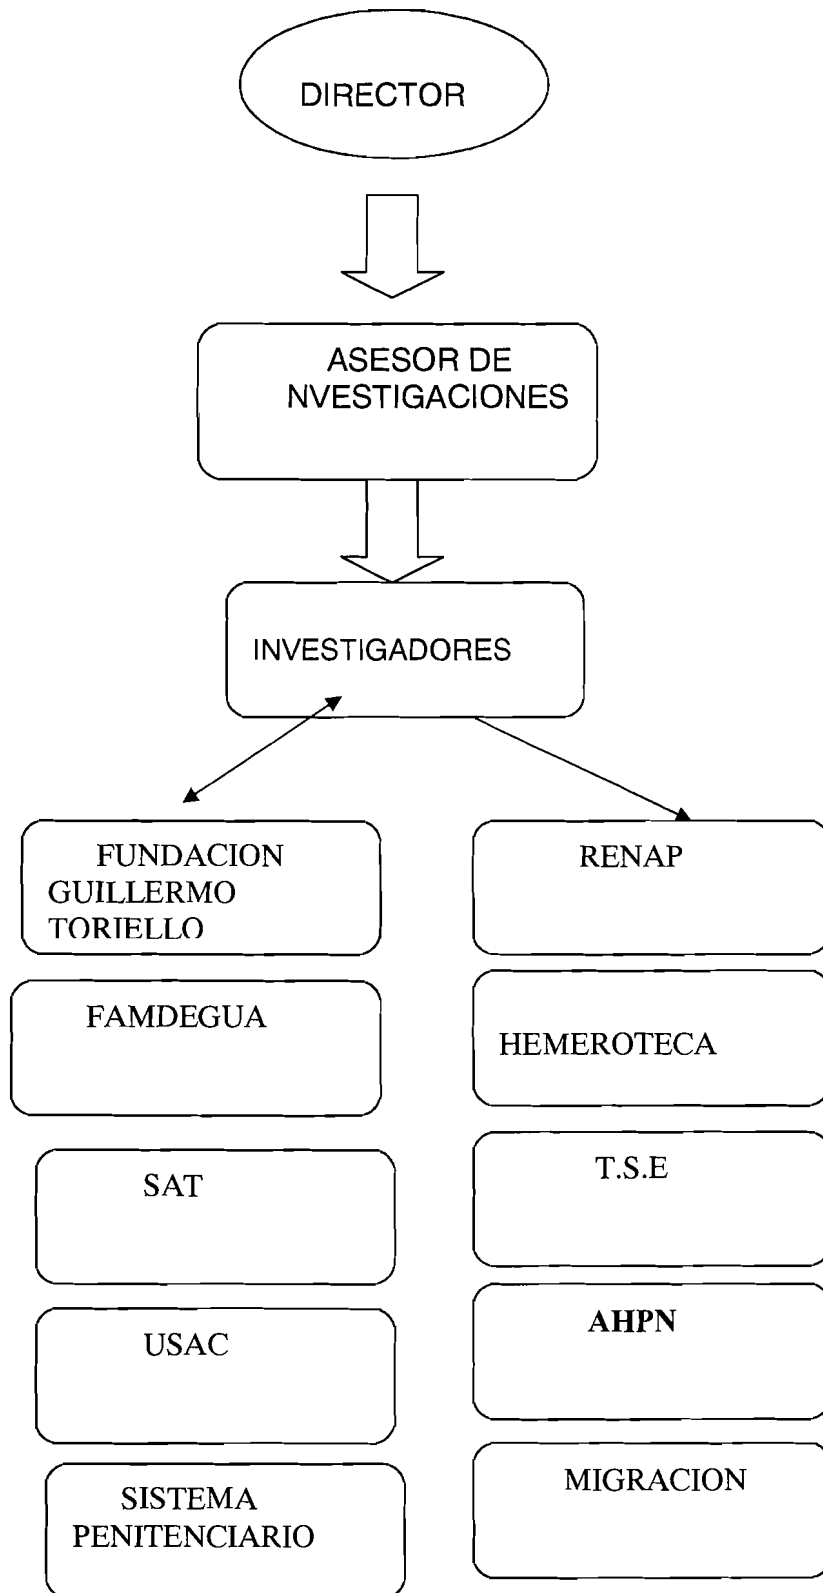 DIRECTOR
ASESOR DE
NVESTIGACIONES
INVESTIGADORES
FUNDACION
GUILLERMO
TORIELLO
FAMDEGUA
SAT
USAC
SISTEMA
PENITENCIARIO
RENAP
HEMEROTECA
T.S.E
AHPN
MIGRACION